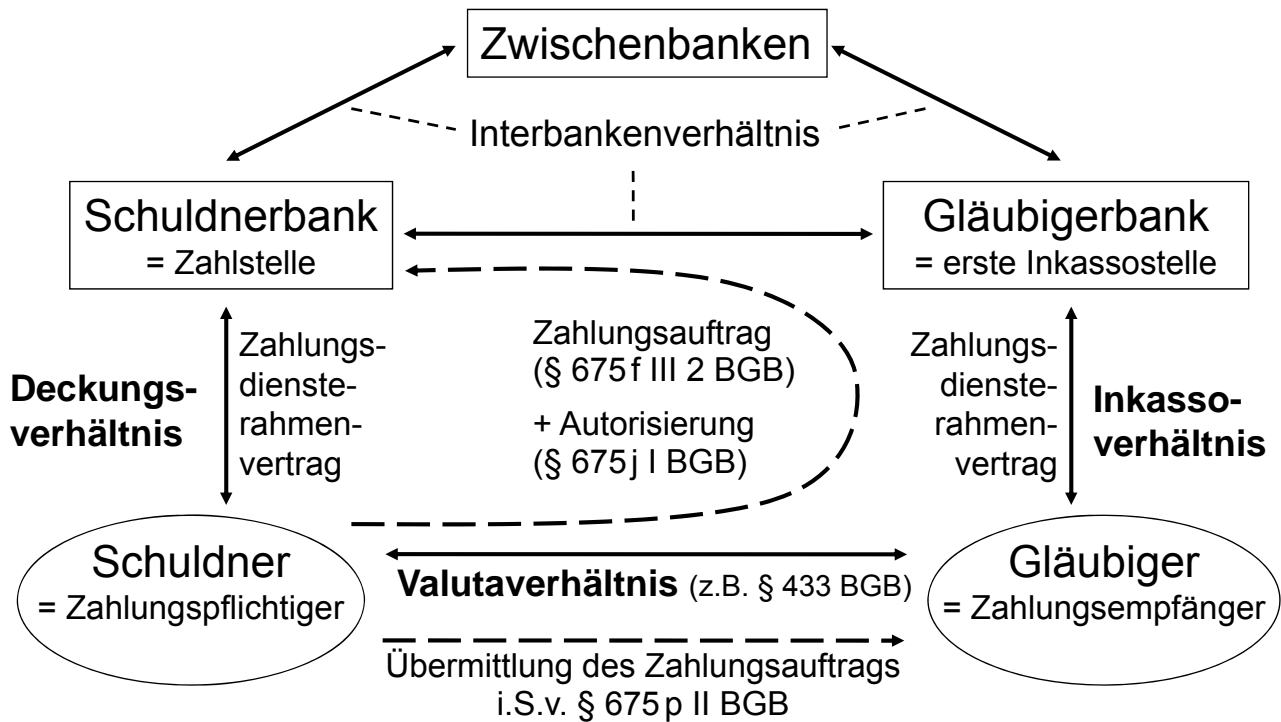 Zwischenbanken
Interbankenverhältnis
Schuldnerbank
= Zahlstelle
Gläubigerbank
= erste Inkassostelle
Deckungs-
verhältnis
Zahlungs-
dienste-
rahmen-
vertrag
Zahlungsauftrag
(§ 675f III 2 BGB)
+ Autorisierung
(§ 675j I BGB)
Zahlungs-
dienste-
rahmen-
vertrag
Inkasso-
verhältnis
Schuldner
= Zahlungspflichtiger
Valutaverhältnis (z.B. § 433 BGB)
Gläubiger
= Zahlungsempfänger
Übermittlung des Zahlungsauftrags
i.S.v. § 675p II BGB